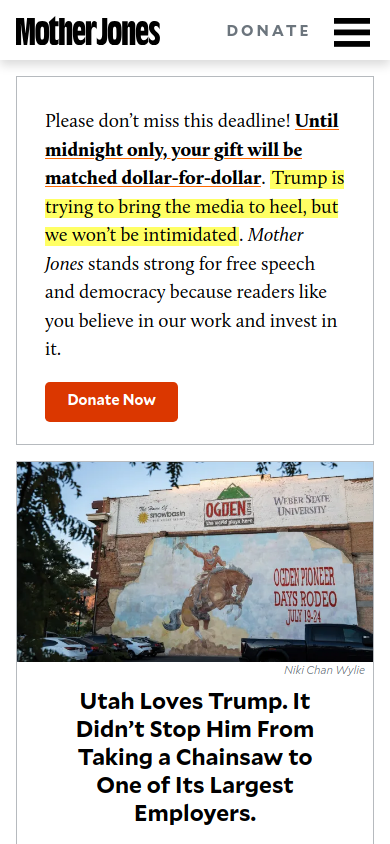 Mother Jones
DONATE
Please don’t miss this deadline! Until
midnight only, your gift will be
matched dollar-for-dollar. Trump is
trying to bring the media to heel, but
we won’t be intimidated. Mother
Jones stands strong for free speech
and democracy because readers like
you believe in our work and invest in
it.
Donate Now
The House Of
snowbasin
OGDEN
UTAH
the world plays here
WEBER STATE
UNIVERSITY
OGDEN PIONEER
DAYS RODEO
JULY 19-24
Niki Chan Wylie
Utah Loves Trump. It
Didn’t Stop Him From
Taking a Chainsaw to
One of Its Largest
Employers.